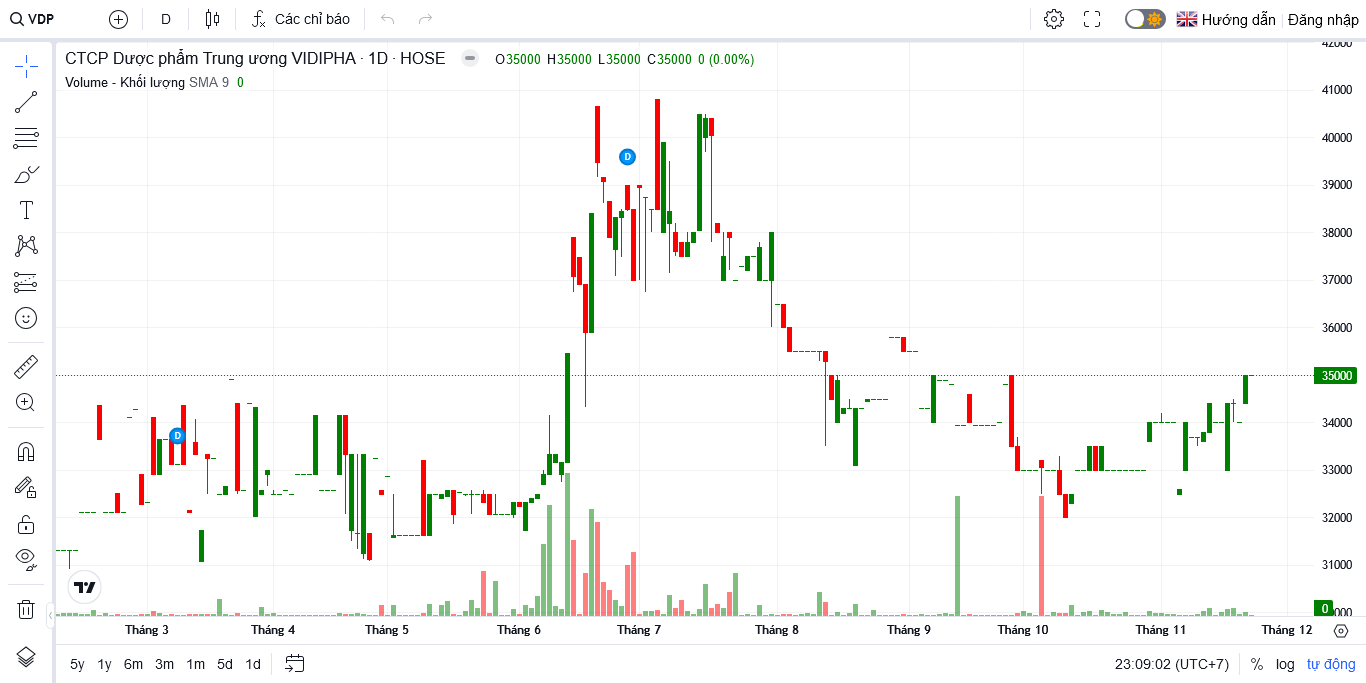 VDP D Các chỉ báo Hướng dẫn Đăng nhập
CTCP Dược phẩm Trung ương VIDIPHA · 1D · HOSE O35000 H35000 L35000 C35000 0 (0.00%)
Volume - Khối lượng SMA 9 0
42000
41000
40000
D
39000
38000
37000
36000
35000
34000
D
33000
32000
31000
0
Tháng 3 Tháng 4 Tháng 5 Tháng 6 Tháng 7 Tháng 8 Tháng 9 Tháng 10 Tháng 11 Tháng 12
5y 1y 6m 3m 1m 5d 1d 23:09:02 (UTC+7) % log tự động